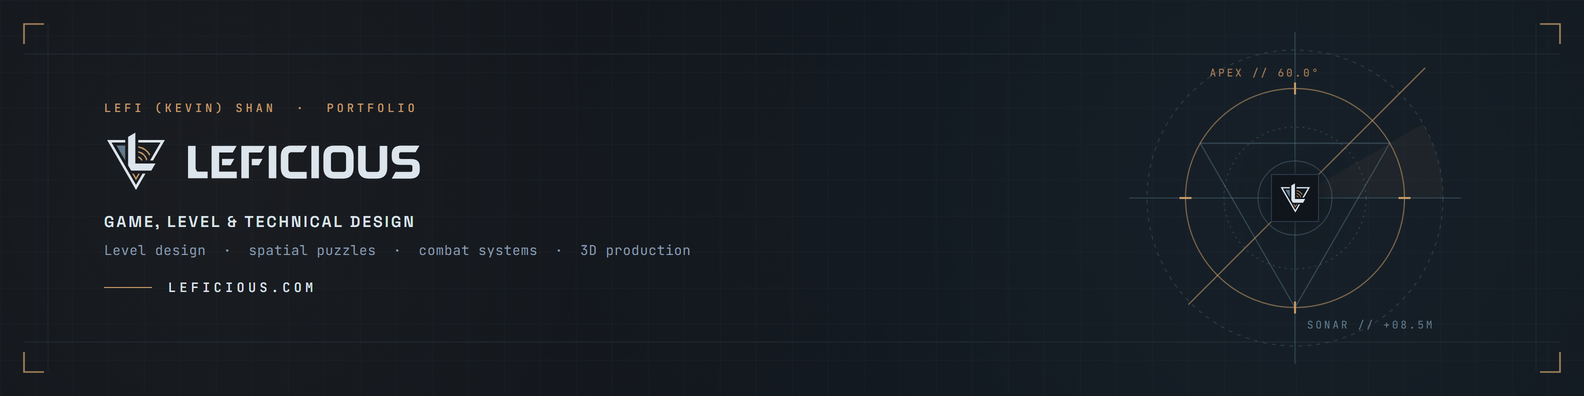 LEFI (KEVIN) SHAN · PORTFOLIO
LEFICIOUS
GAME, LEVEL & TECHNICAL DESIGN
Level design · spatial puzzles · combat systems · 3D production
LEFICIOUS.COM
APEX // 60.0°
SONAR // +08.5M